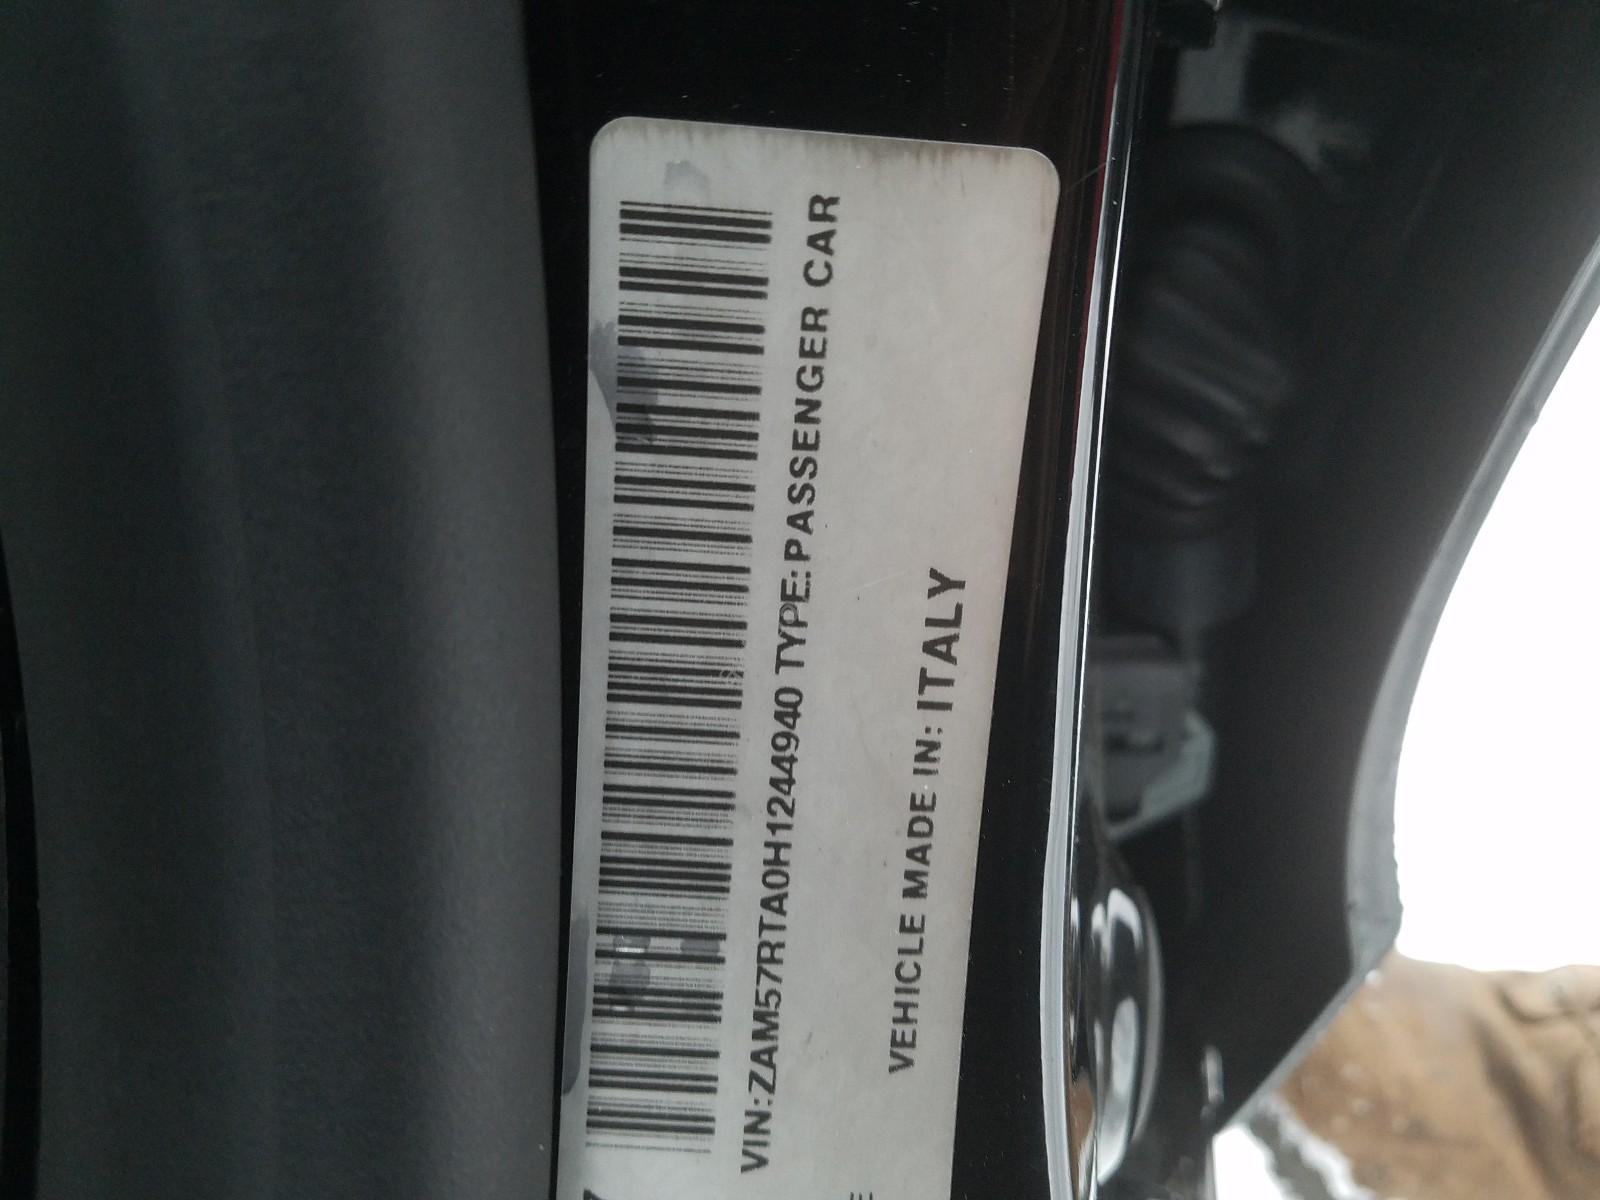 VIN:ZAM57RTA0H1244940 TYPE:PASSENGER CAR
VEHICLE MADE IN: ITALY